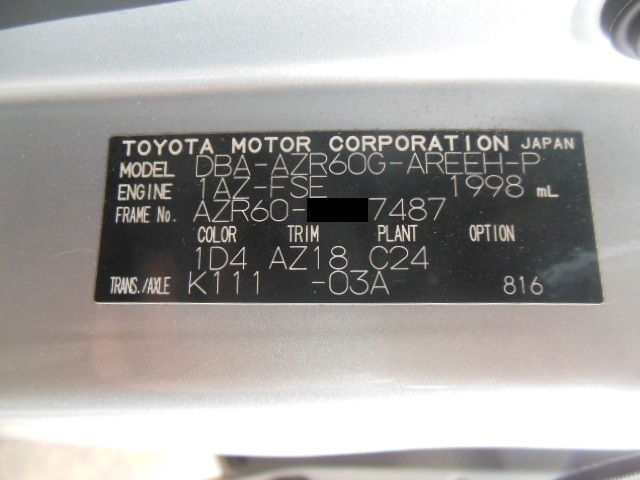 TOYOTA MOTOR CORPORATION JAPAN
MODEL DBA-AZR60G-AREEH-P
ENGINE 1AZ-FSE 1998 mL
FRAME No. AZR60- 7487
COLOR TRIM PLANT OPTION
1D4 AZ18 C24
TRANS./AXLE K111 -03A 816